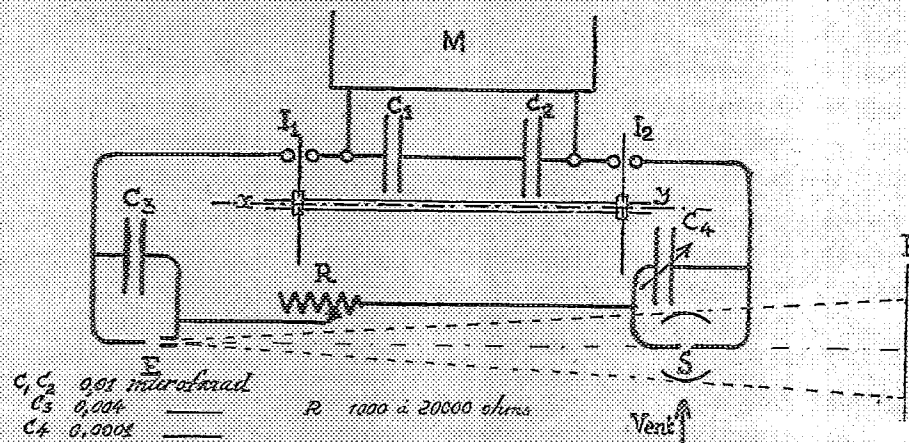 M
C₁
C₂
I₁
I₂
x
y
C₃
C₄
R
P
E
S
C₁ C₂ 0,01 microfarad
C₃ 0,004 ———
C₄ 0,0001 ———
R 1000 à 20000 ohms
Vent